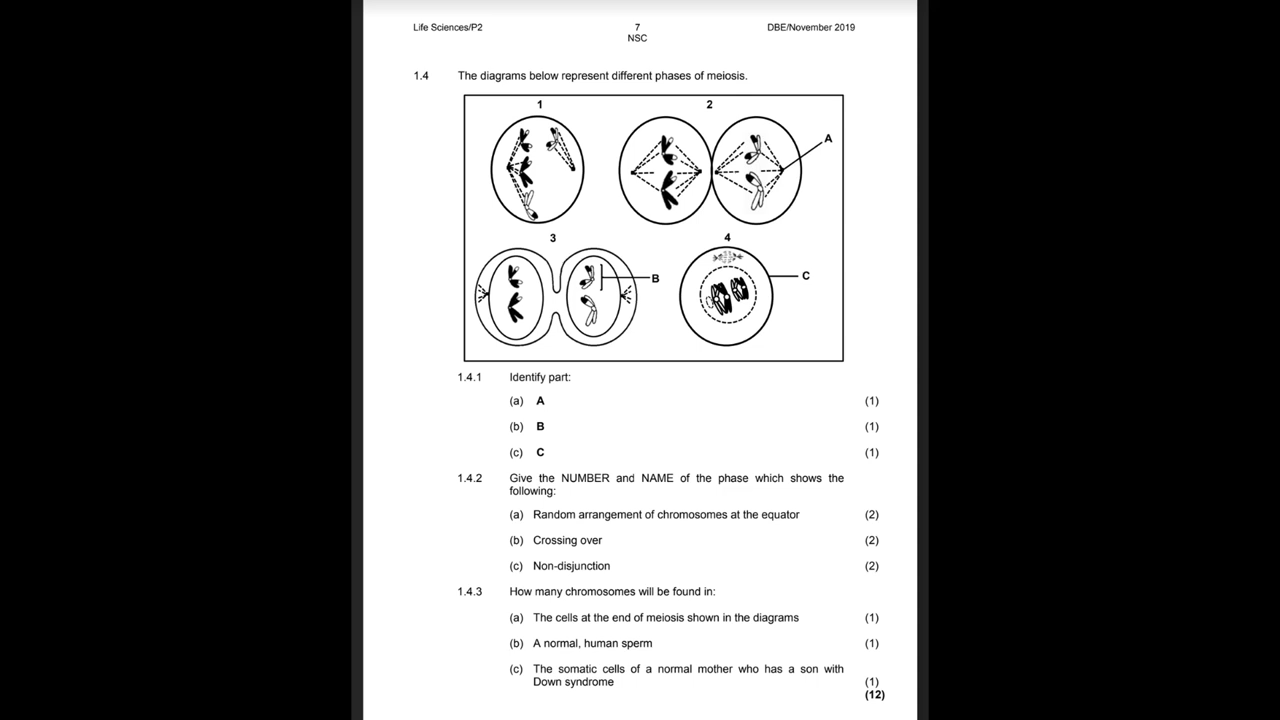 Life Sciences/P2 7 DBE/November 2019
NSC
1.4 The diagrams below represent different phases of meiosis.
1 2
A
3 4
B C
1.4.1 Identify part:
(a) A (1)
(b) B (1)
(c) C (1)
1.4.2 Give the NUMBER and NAME of the phase which shows the
following:
(a) Random arrangement of chromosomes at the equator (2)
(b) Crossing over (2)
(c) Non-disjunction (2)
1.4.3 How many chromosomes will be found in:
(a) The cells at the end of meiosis shown in the diagrams (1)
(b) A normal, human sperm (1)
(c) The somatic cells of a normal mother who has a son with
Down syndrome (1)
(12)